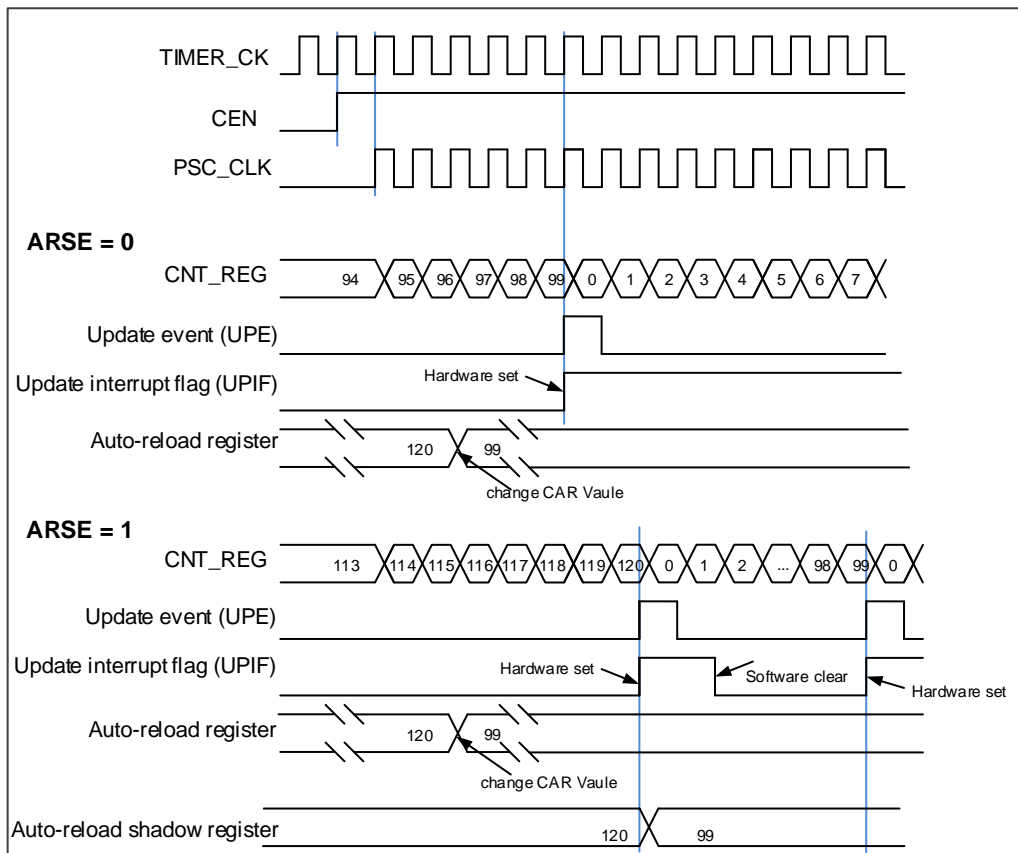 TIMER_CK
CEN
PSC_CLK
ARSE = 0
CNT_REG 94 95 96 97 98 99 0 1 2 3 4 5 6 7
Update event (UPE)
Hardware set
Update interrupt flag (UPIF)
Auto-reload register
120 99
change CAR Vaule
ARSE = 1
CNT_REG 113 114 115 116 117 118 119 120 0 1 2 ... 98 99 0
Update event (UPE)
Update interrupt flag (UPIF) Hardware set Software clear
Hardware set
Auto-reload register
120 99
change CAR Vaule
Auto-reload shadow register 120 99